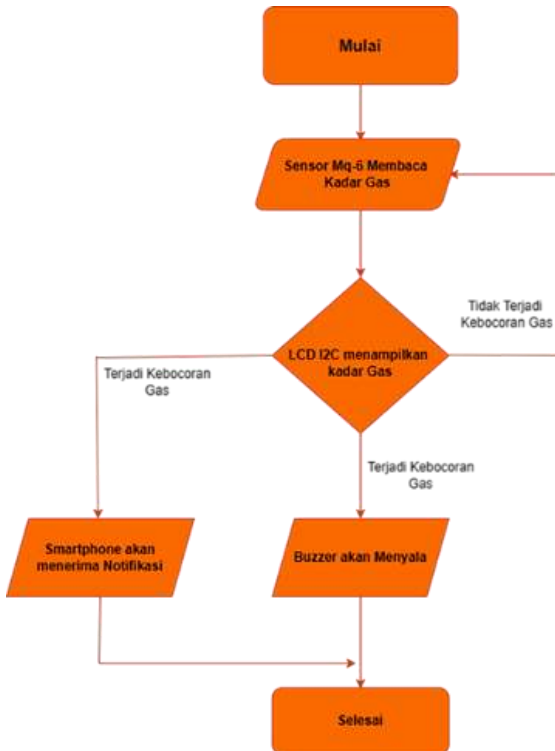 Mulai
Sensor Mq-6 Membaca
Kadar Gas
Tidak Terjadi
Kebocoran Gas
LCD I2C menampilkan
kadar Gas
Terjadi Kebocoran
Gas
Terjadi Kebocoran
Gas
Smartphone akan
menerima Notifikasi
Buzzer akan Menyala
Selesai